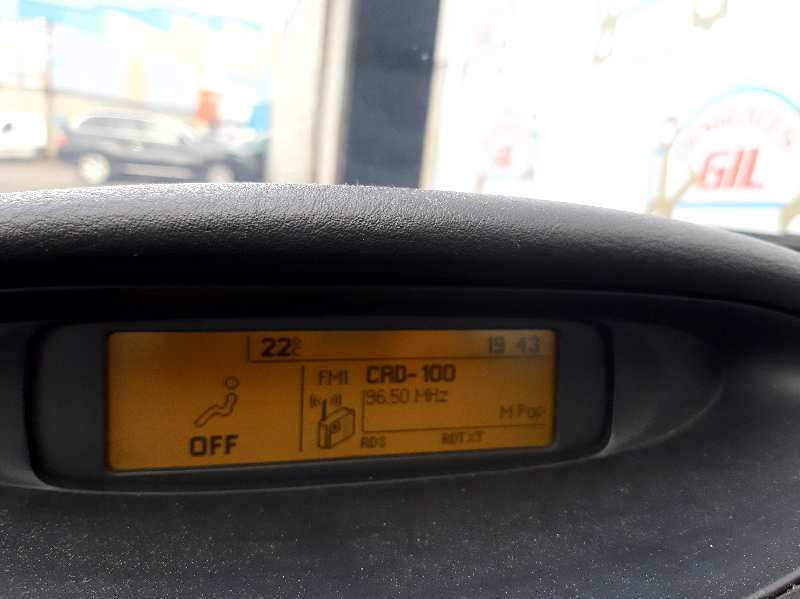 GIL
22°C 19 43
FM1 CAD-100
96.50 MHz
M Pop
OFF
RDS RDTXT